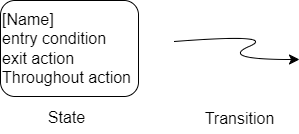 [Name]
entry condition
exit action
Throughout action
State
Transition